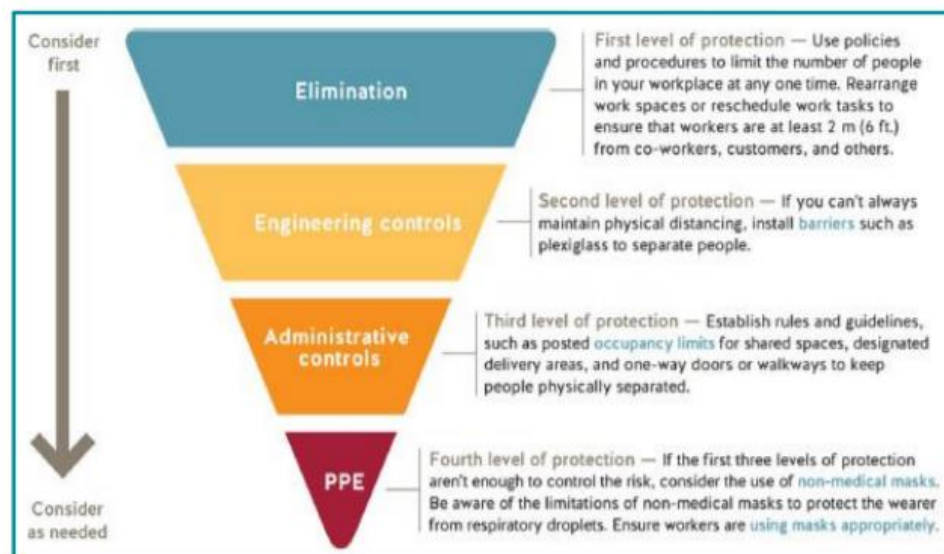 Consider
first
Elimination
First level of protection — Use policies
and procedures to limit the number of people
in your workplace at any one time. Rearrange
work spaces or reschedule work tasks to
ensure that workers are at least 2 m (6 ft.)
from co-workers, customers, and others.
Engineering controls
Second level of protection — If you can't always
maintain physical distancing, install barriers such as
plexiglass to separate people.
Administrative
controls
Third level of protection — Establish rules and guidelines,
such as posted occupancy limits for shared spaces, designated
delivery areas, and one-way doors or walkways to keep
people physically separated.
PPE
Fourth level of protection — If the first three levels of protection
aren't enough to control the risk, consider the use of non-medical masks.
Be aware of the limitations of non-medical masks to protect the wearer
from respiratory droplets. Ensure workers are using masks appropriately.
Consider
as needed